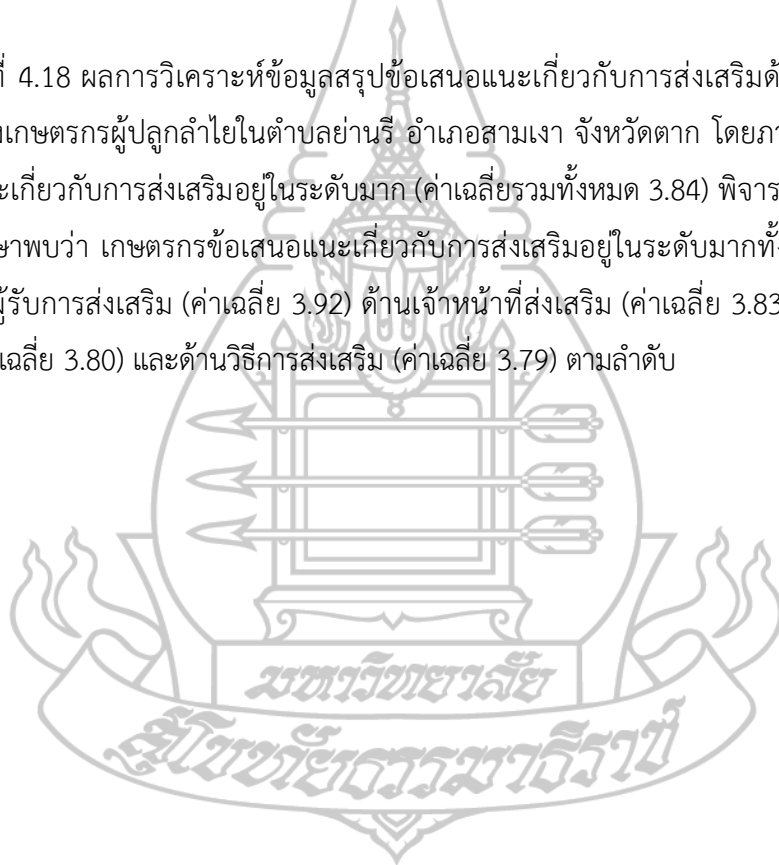 ที่ 4.18 ผลการวิเคราะห์ข้อมูลสรุปข้อเสนอแนะเกี่ยวกับการส่งเสริมด้
งเกษตรกรผู้ปลูกลำไยในตำบลย่านรี อำเภอสามเงา จังหวัดตาก โดยภา
ะเกี่ยวกับการส่งเสริมอยู่ในระดับมาก (ค่าเฉลี่ยรวมทั้งหมด 3.84) พิจาร
ษาพบว่า เกษตรกรข้อเสนอแนะเกี่ยวกับการส่งเสริมอยู่ในระดับมากทั้
ผู้รับการส่งเสริม (ค่าเฉลี่ย 3.92) ด้านเจ้าหน้าที่ส่งเสริม (ค่าเฉลี่ย 3.83
เฉลี่ย 3.80) และด้านวิธีการส่งเสริม (ค่าเฉลี่ย 3.79) ตามลำดับ
มหาวิทยาลัย
สุโขทัยธรรมาธิราช